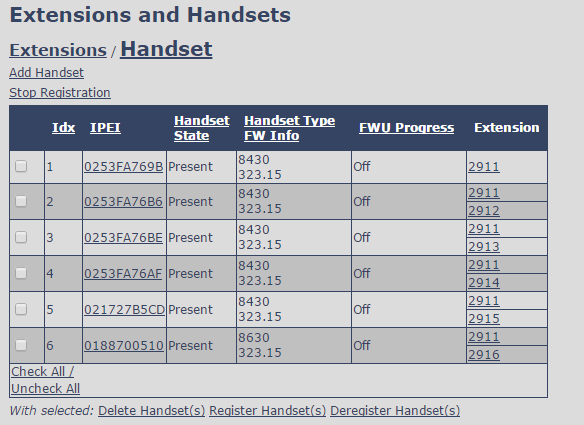 Extensions and Handsets
Extensions / Handset
Add Handset
Stop Registration
Idx IPEI Handset State Handset Type FW Info FWU Progress Extension
1 0253FA769B Present 8430 323.15 Off 2911
2 0253FA76B6 Present 8430 323.15 Off 2911 2912
3 0253FA76BE Present 8430 323.15 Off 2911 2913
4 0253FA76AF Present 8430 323.15 Off 2911 2914
5 021727B5CD Present 8430 323.15 Off 2911 2915
6 0188700510 Present 8630 323.15 Off 2911 2916
Check All /
Uncheck All
With selected: Delete Handset(s) Register Handset(s) Deregister Handset(s)